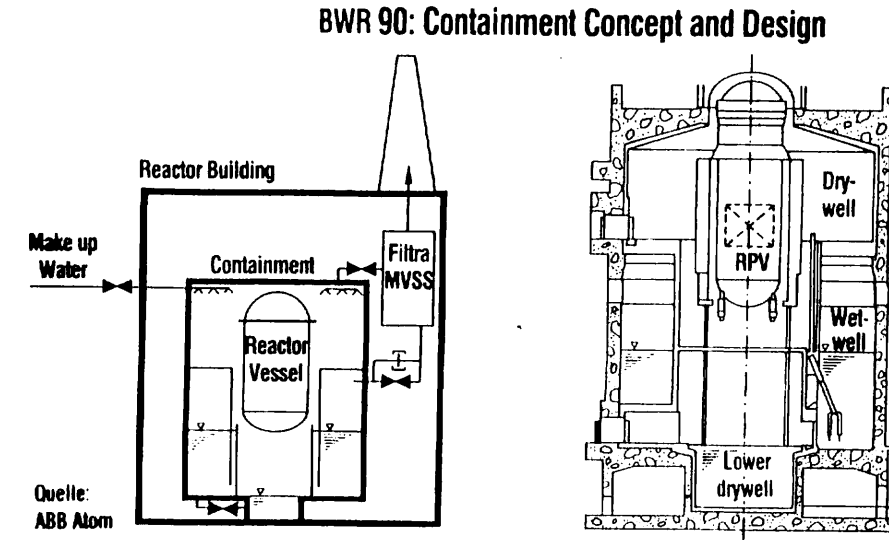 BWR 90: Containment Concept and Design
Reactor Building
Make up
Water
Containment
Filtra
MVSS
Reactor
Vessel
Quelle:
ABB Atom
Dry-
well
RPV
Wet-
well
Lower
drywell